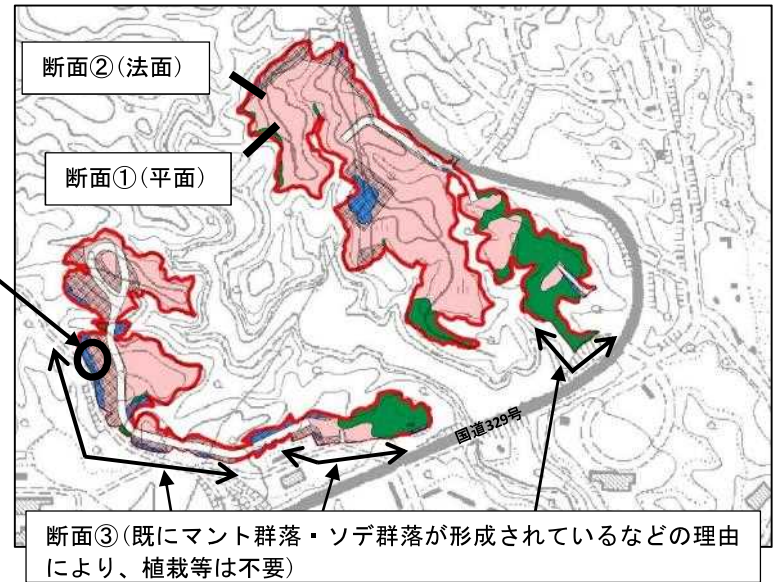 断面②(法面)
断面①(平面)
国道329号
断面③(既にマント群落・ソデ群落が形成されているなどの理由
により、植栽等は不要)